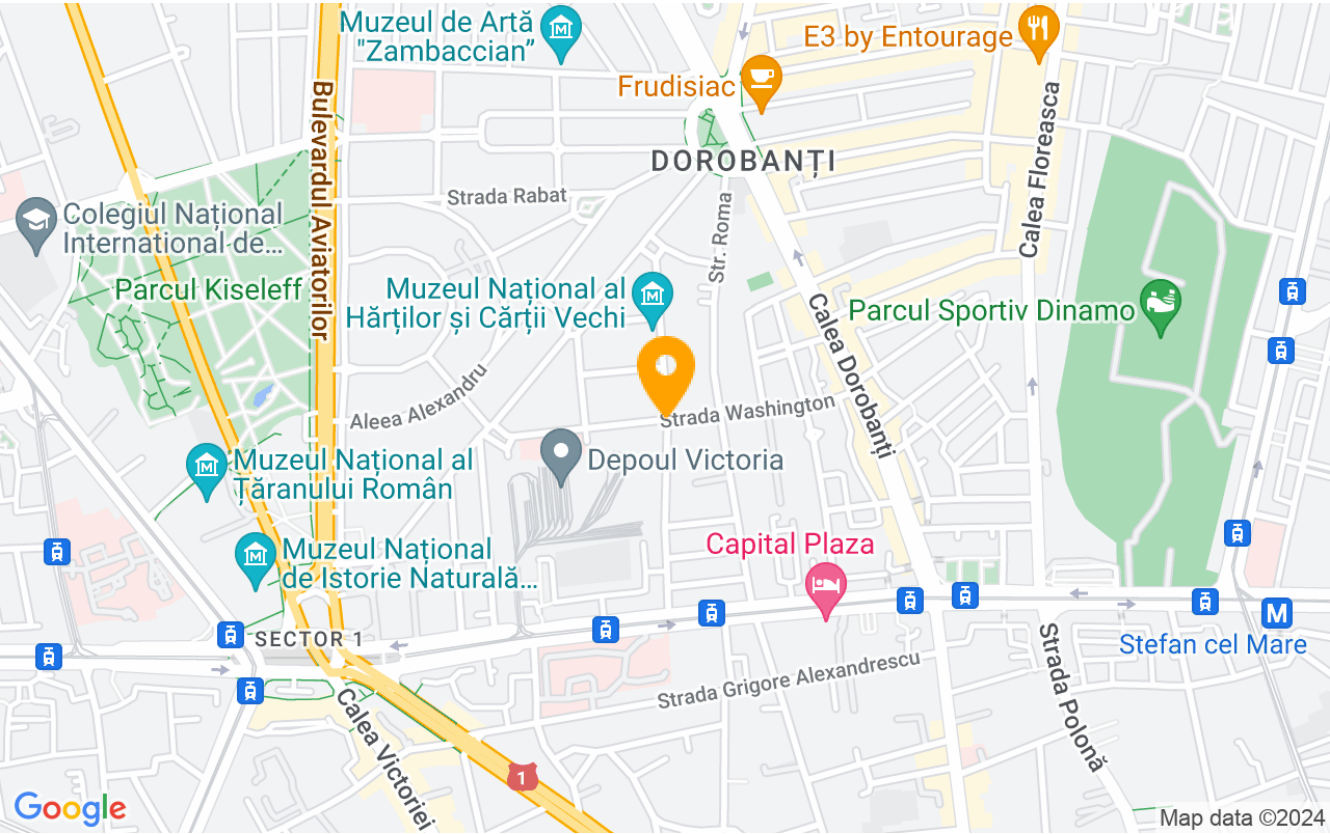 Muzeul de Artă
"Zambaccian”
E3 by Entourage
Frudisiac
Bulevardul Aviatorilor
DOROBANȚI
Calea Floreasca
Strada Rabat
Colegiul Național
International de...
Str. Roma
Parcul Kiseleff
Muzeul Național al
Hărților și Cărții Vechi
Parcul Sportiv Dinamo
Calea Dorobanți
Aleea Alexandru
Strada Washington
Muzeul Național al
Țăranului Român
Depoul Victoria
Muzeul Național
de Istorie Naturală...
Capital Plaza
SECTOR 1
M
Stefan cel Mare
Strada Grigore Alexandrescu
Strada Polonă
Calea Victoriei
1
Google
Map data ©2024